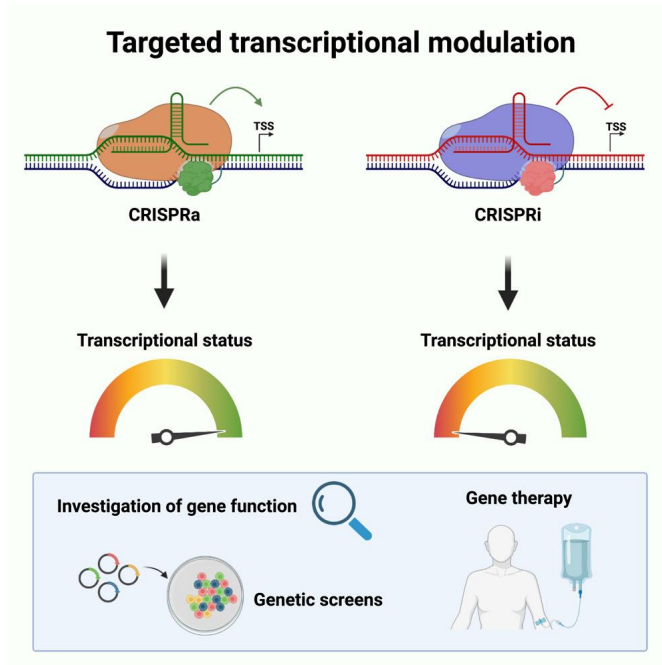 Targeted transcriptional modulation
TSS
TSS
CRISPRa
CRISPRi
Transcriptional status
Transcriptional status
Investigation of gene function
Gene therapy
Genetic screens